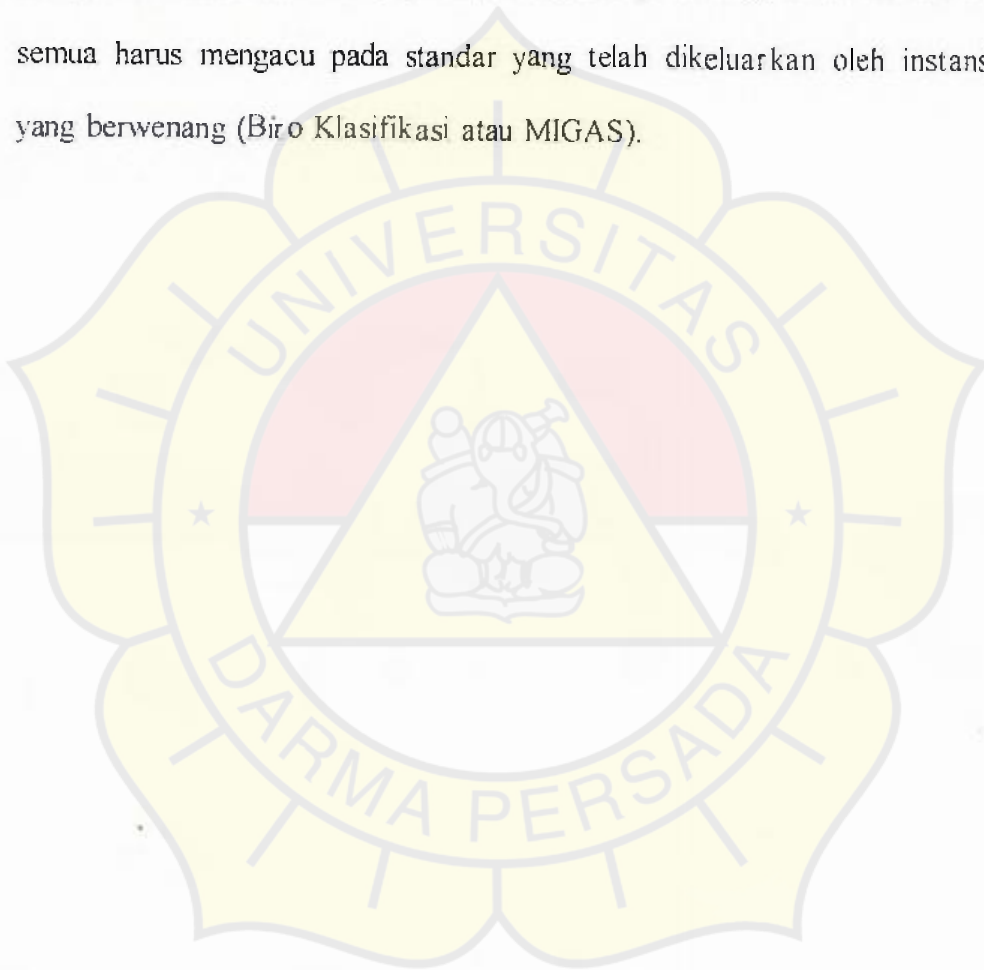 semua harus mengacu pada standar yang telah dikeluarkan oleh instans
yang berwenang (Biro Klasifikasi atau MIGAS).
UNIVERSITAS
DARMA PERSADA